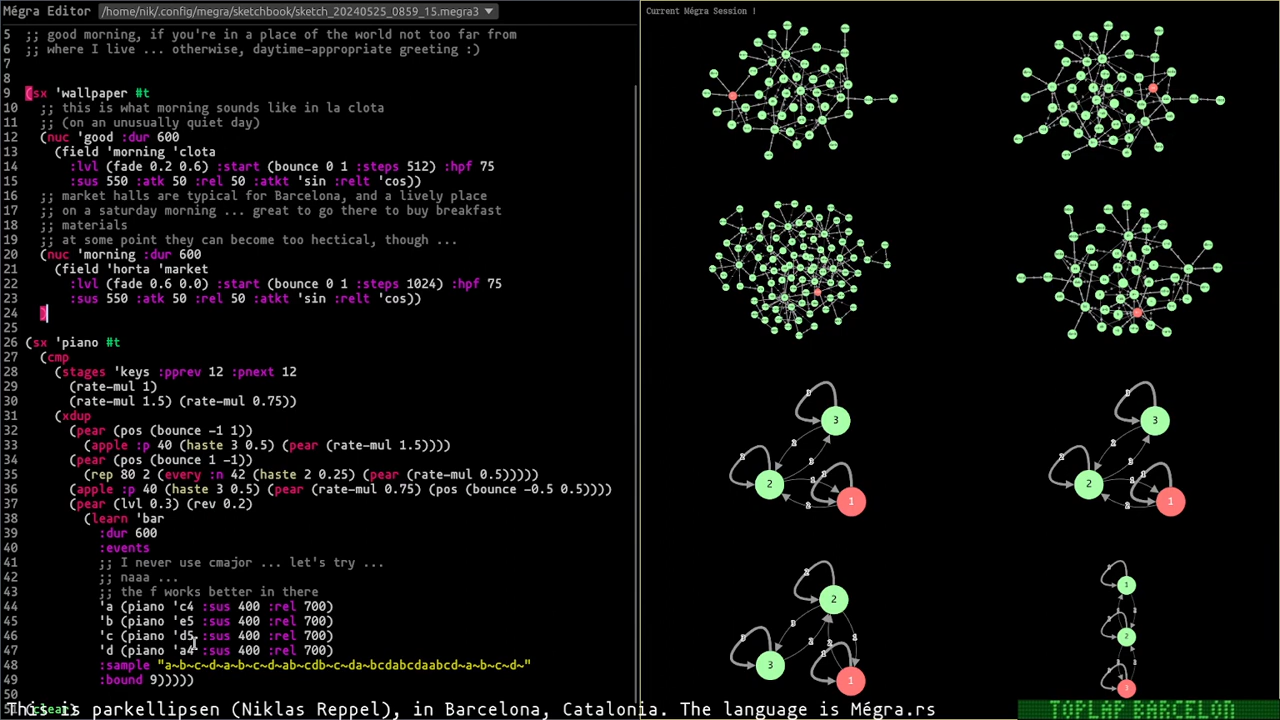 Mégra Editor /home/nik/.config/megra/sketchbook/sketch_20240525_0859_15.megra3
5 ;; good morning, if you're in a place of the world not too far from
6 ;; where I live ... otherwise, daytime-appropriate greeting :)
7
8
9 (sx 'wallpaper #t
10 ;; this is what morning sounds like in la clota
11 ;; (on an unusually quiet day)
12 (nuc 'good :dur 600
13 (field 'morning 'clota
14 :lvl (fade 0.2 0.6) :start (bounce 0 1 :steps 512) :hpf 75
15 :sus 550 :atk 50 :rel 50 :atkt 'sin :relt 'cos))
16 ;; market halls are typical for Barcelona, and a lively place
17 ;; on a saturday morning ... great to go there to buy breakfast
18 ;; materials
19 ;; at some point they can become too hectical, though ...
20 (nuc 'morning :dur 600
21 (field 'horta 'market
22 :lvl (fade 0.6 0.0) :start (bounce 0 1 :steps 1024) :hpf 75
23 :sus 550 :atk 50 :rel 50 :atkt 'sin :relt 'cos))
24 )
25
26 (sx 'piano #t
27 (cmp
28 (stages 'keys :pprev 12 :pnext 12
29 (rate-mul 1)
30 (rate-mul 1.5) (rate-mul 0.75))
31 (xdup
32 (pear (pos (bounce -1 1))
33 (apple :p 40 (haste 3 0.5) (pear (rate-mul 1.5))))
34 (pear (pos (bounce 1 -1))
35 (rep 80 2 (every :n 42 (haste 2 0.25) (pear (rate-mul 0.5)))))
36 (apple :p 40 (haste 3 0.5) (pear (rate-mul 0.75) (pos (bounce -0.5 0.5))))
37 (pear (lvl 0.3) (rev 0.2)
38 (learn 'bar
39 :dur 600
40 :events
41 ;; I never use cmajor ... let's try ...
42 ;; naaa ...
43 ;; the f works better in there
44 'a (piano 'c4 :sus 400 :rel 700)
45 'b (piano 'e5 :sus 400 :rel 700)
46 'c (piano 'd5 :sus 400 :rel 700)
47 'd (piano 'a4 :sus 400 :rel 700)
48 :sample "a~b~c~d~a~b~c~d~ab~cdb~c~da~bcdabcdaabcd~a~b~c~d~"
49 :bound 9)))))
50
51 (clear)
This is parkellipsen (Niklas Reppel), in Barcelona, Catalonia. The language is Mégra.rs
Current Mégra Session !
3
2
1
3
2
1
2
3
1
1
2
3
TOPLAP BARCELON